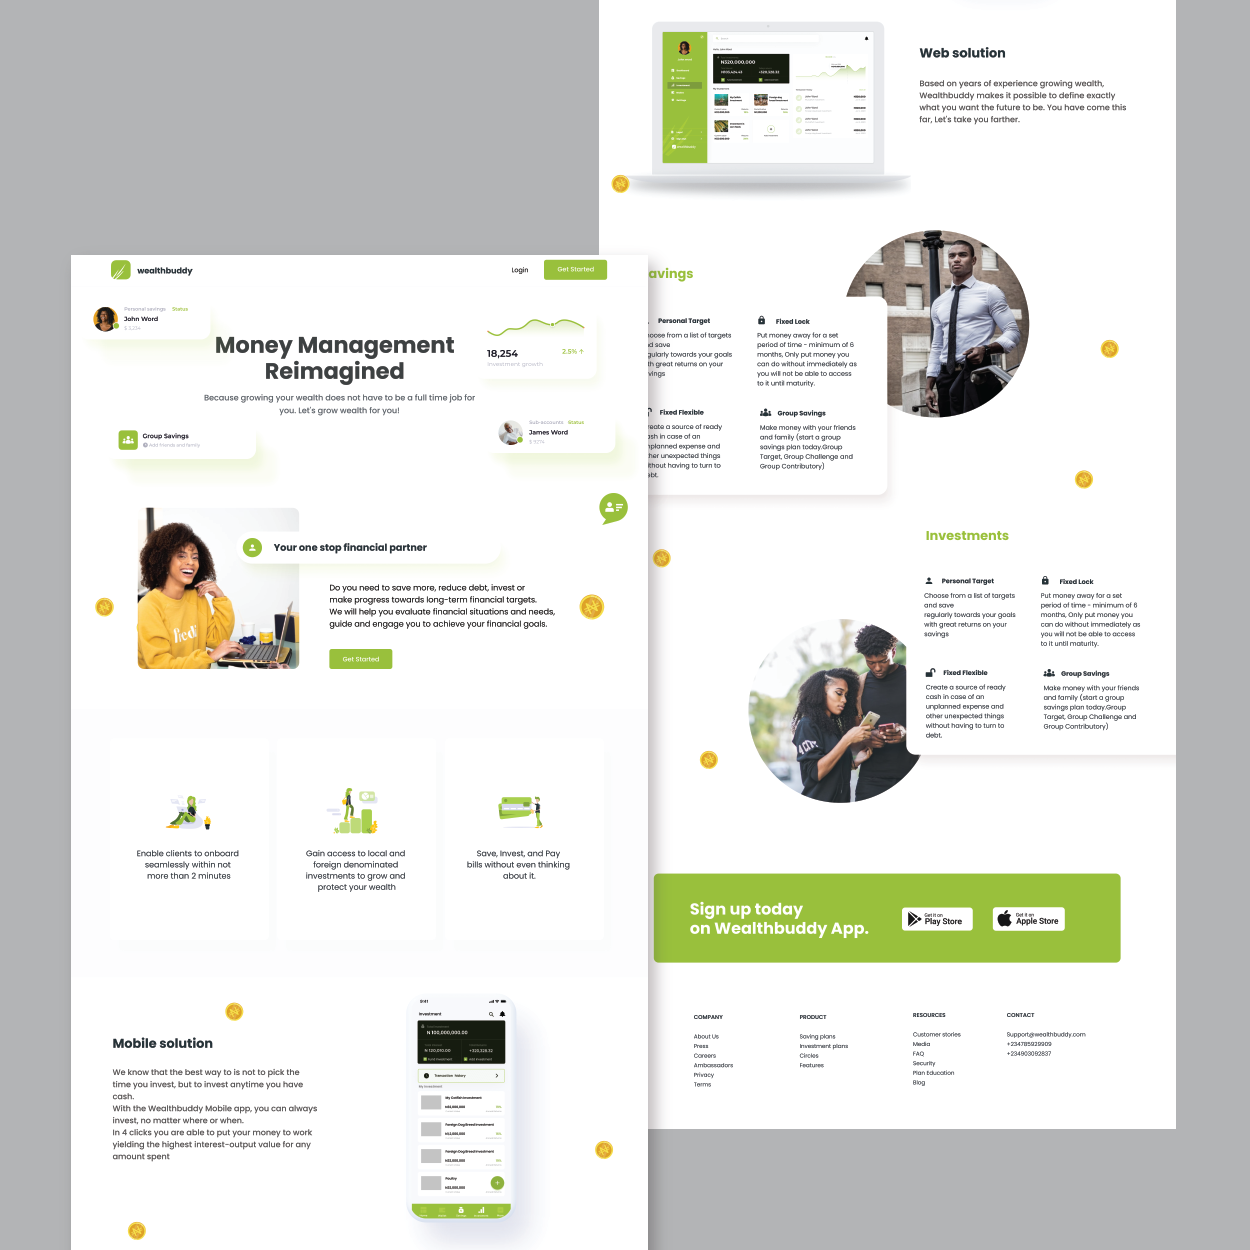 wealthbuddy
Login
Get Started
Personal savings Status
John Word
$ 5,234
18,254
2.5% ↑
Investment growth
Money Management
Reimagined
Because growing your wealth does not have to be a full time job for
you. Let's grow wealth for you!
Group Savings
Add friends and family
Sub-accounts Status
James Word
Your one stop financial partner
Do you need to save more, reduce debt, invest or
make progress towards long-term financial targets.
We will help you evaluate financial situations and needs,
guide and engage you to achieve your financial goals.
Get Started
Enable clients to onboard
seamlessly within not
more than 2 minutes
Gain access to local and
foreign denominated
investments to grow and
protect your wealth
Save, Invest, and Pay
bills without even thinking
about it.
Mobile solution
We know that the best way to is not to pick the
time you invest, but to invest anytime you have
cash.
With the Wealthbuddy Mobile app, you can always
invest, no matter where or when.
In 4 clicks you are able to put your money to work
yielding the highest interest-output value for any
amount spent
9:41
Investment
N 100,000,000.00
N 120,010.00
+320,328.32
Transaction history
My Investment
My Catfish Investment
Foreign Dog Breed Investment
Foreign Dog Breed Investment
Poultry
N320,000,000
Web solution
Based on years of experience growing wealth,
Wealthbuddy makes it possible to define exactly
what you want the future to be. You have come this
far, Let's take you farther.
avings
Personal Target
oose from a list of targets
d save
gularly towards your goals
th great returns on your
vings
Fixed Lock
Put money away for a set
period of time - minimum of 6
months, Only put money you
can do without immediately as
you will not be able to access
to it until maturity.
Fixed Flexible
eate a source of ready
ash in case of an
nplanned expense and
her unexpected things
ithout having to turn to
ebt.
Group Savings
Make money with your friends
and family (start a group
savings plan today.Group
Target, Group Challenge and
Group Contributory)
Investments
Personal Target
Choose from a list of targets
and save
regularly towards your goals
with great returns on your
savings
Fixed Lock
Put money away for a set
period of time - minimum of 6
months, Only put money you
can do without immediately as
you will not be able to access
to it until maturity.
Fixed Flexible
Create a source of ready
cash in case of an
unplanned expense and
other unexpected things
without having to turn to
debt.
Group Savings
Make money with your friends
and family (start a group
savings plan today.Group
Target, Group Challenge and
Group Contributory)
Sign up today
on Wealthbuddy App.
Get it on
Play Store
Get it on
Apple Store
COMPANY
About Us
Press
Careers
Ambassadors
Privacy
Terms
PRODUCT
Saving plans
Investment plans
Circles
Features
RESOURCES
Customer stories
Media
FAQ
Security
Plan Education
Blog
CONTACT
Support@wealthbuddy.com
+234785929909
+234903092837